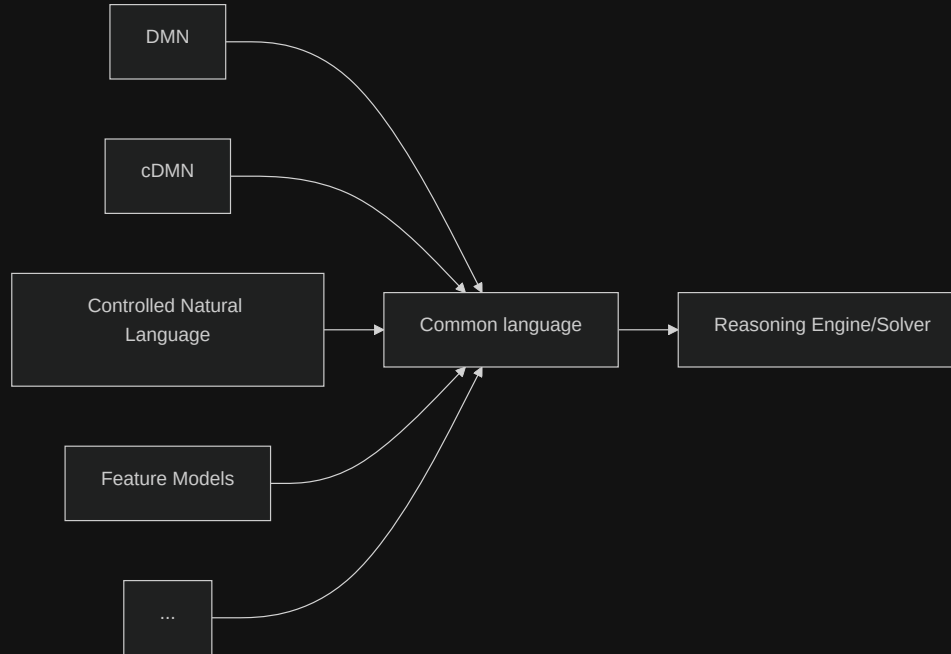 DMN
cDMN
Controlled Natural
Language
Common language
Reasoning Engine/Solver
Feature Models
...